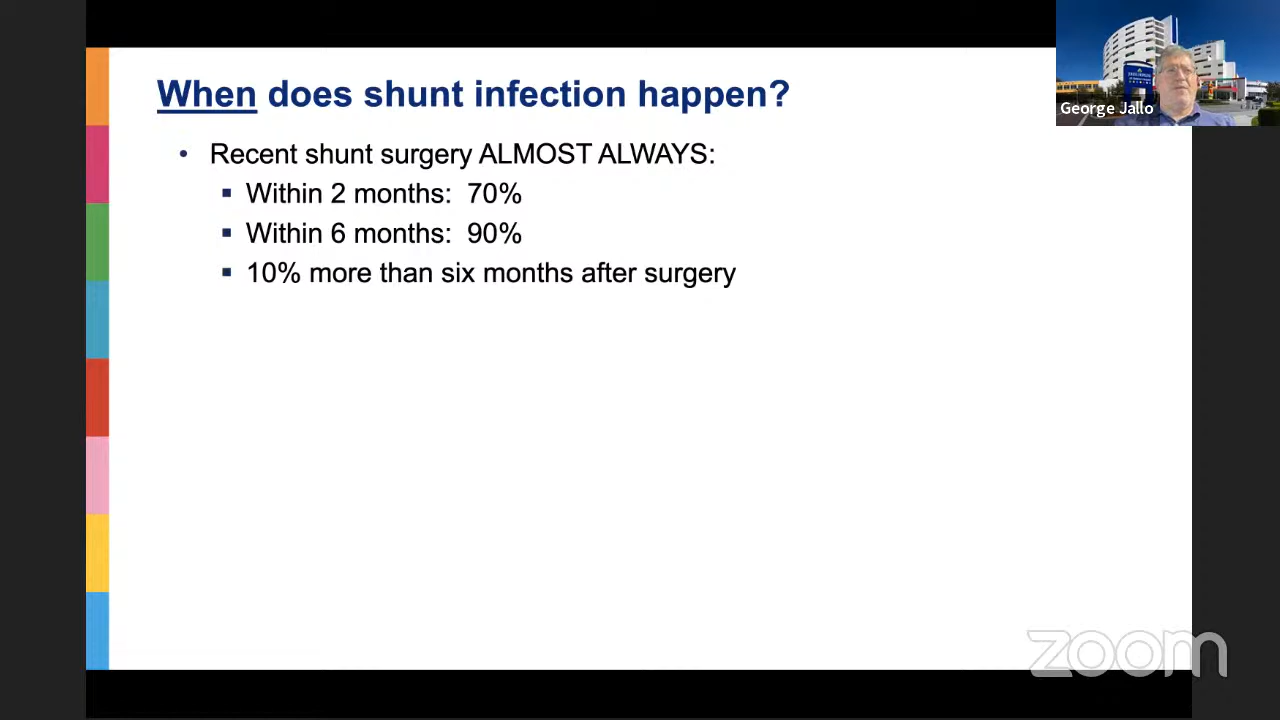 When does shunt infection happen?
• Recent shunt surgery ALMOST ALWAYS:
▪ Within 2 months: 70%
▪ Within 6 months: 90%
▪ 10% more than six months after surgery
George Jallo
zoom